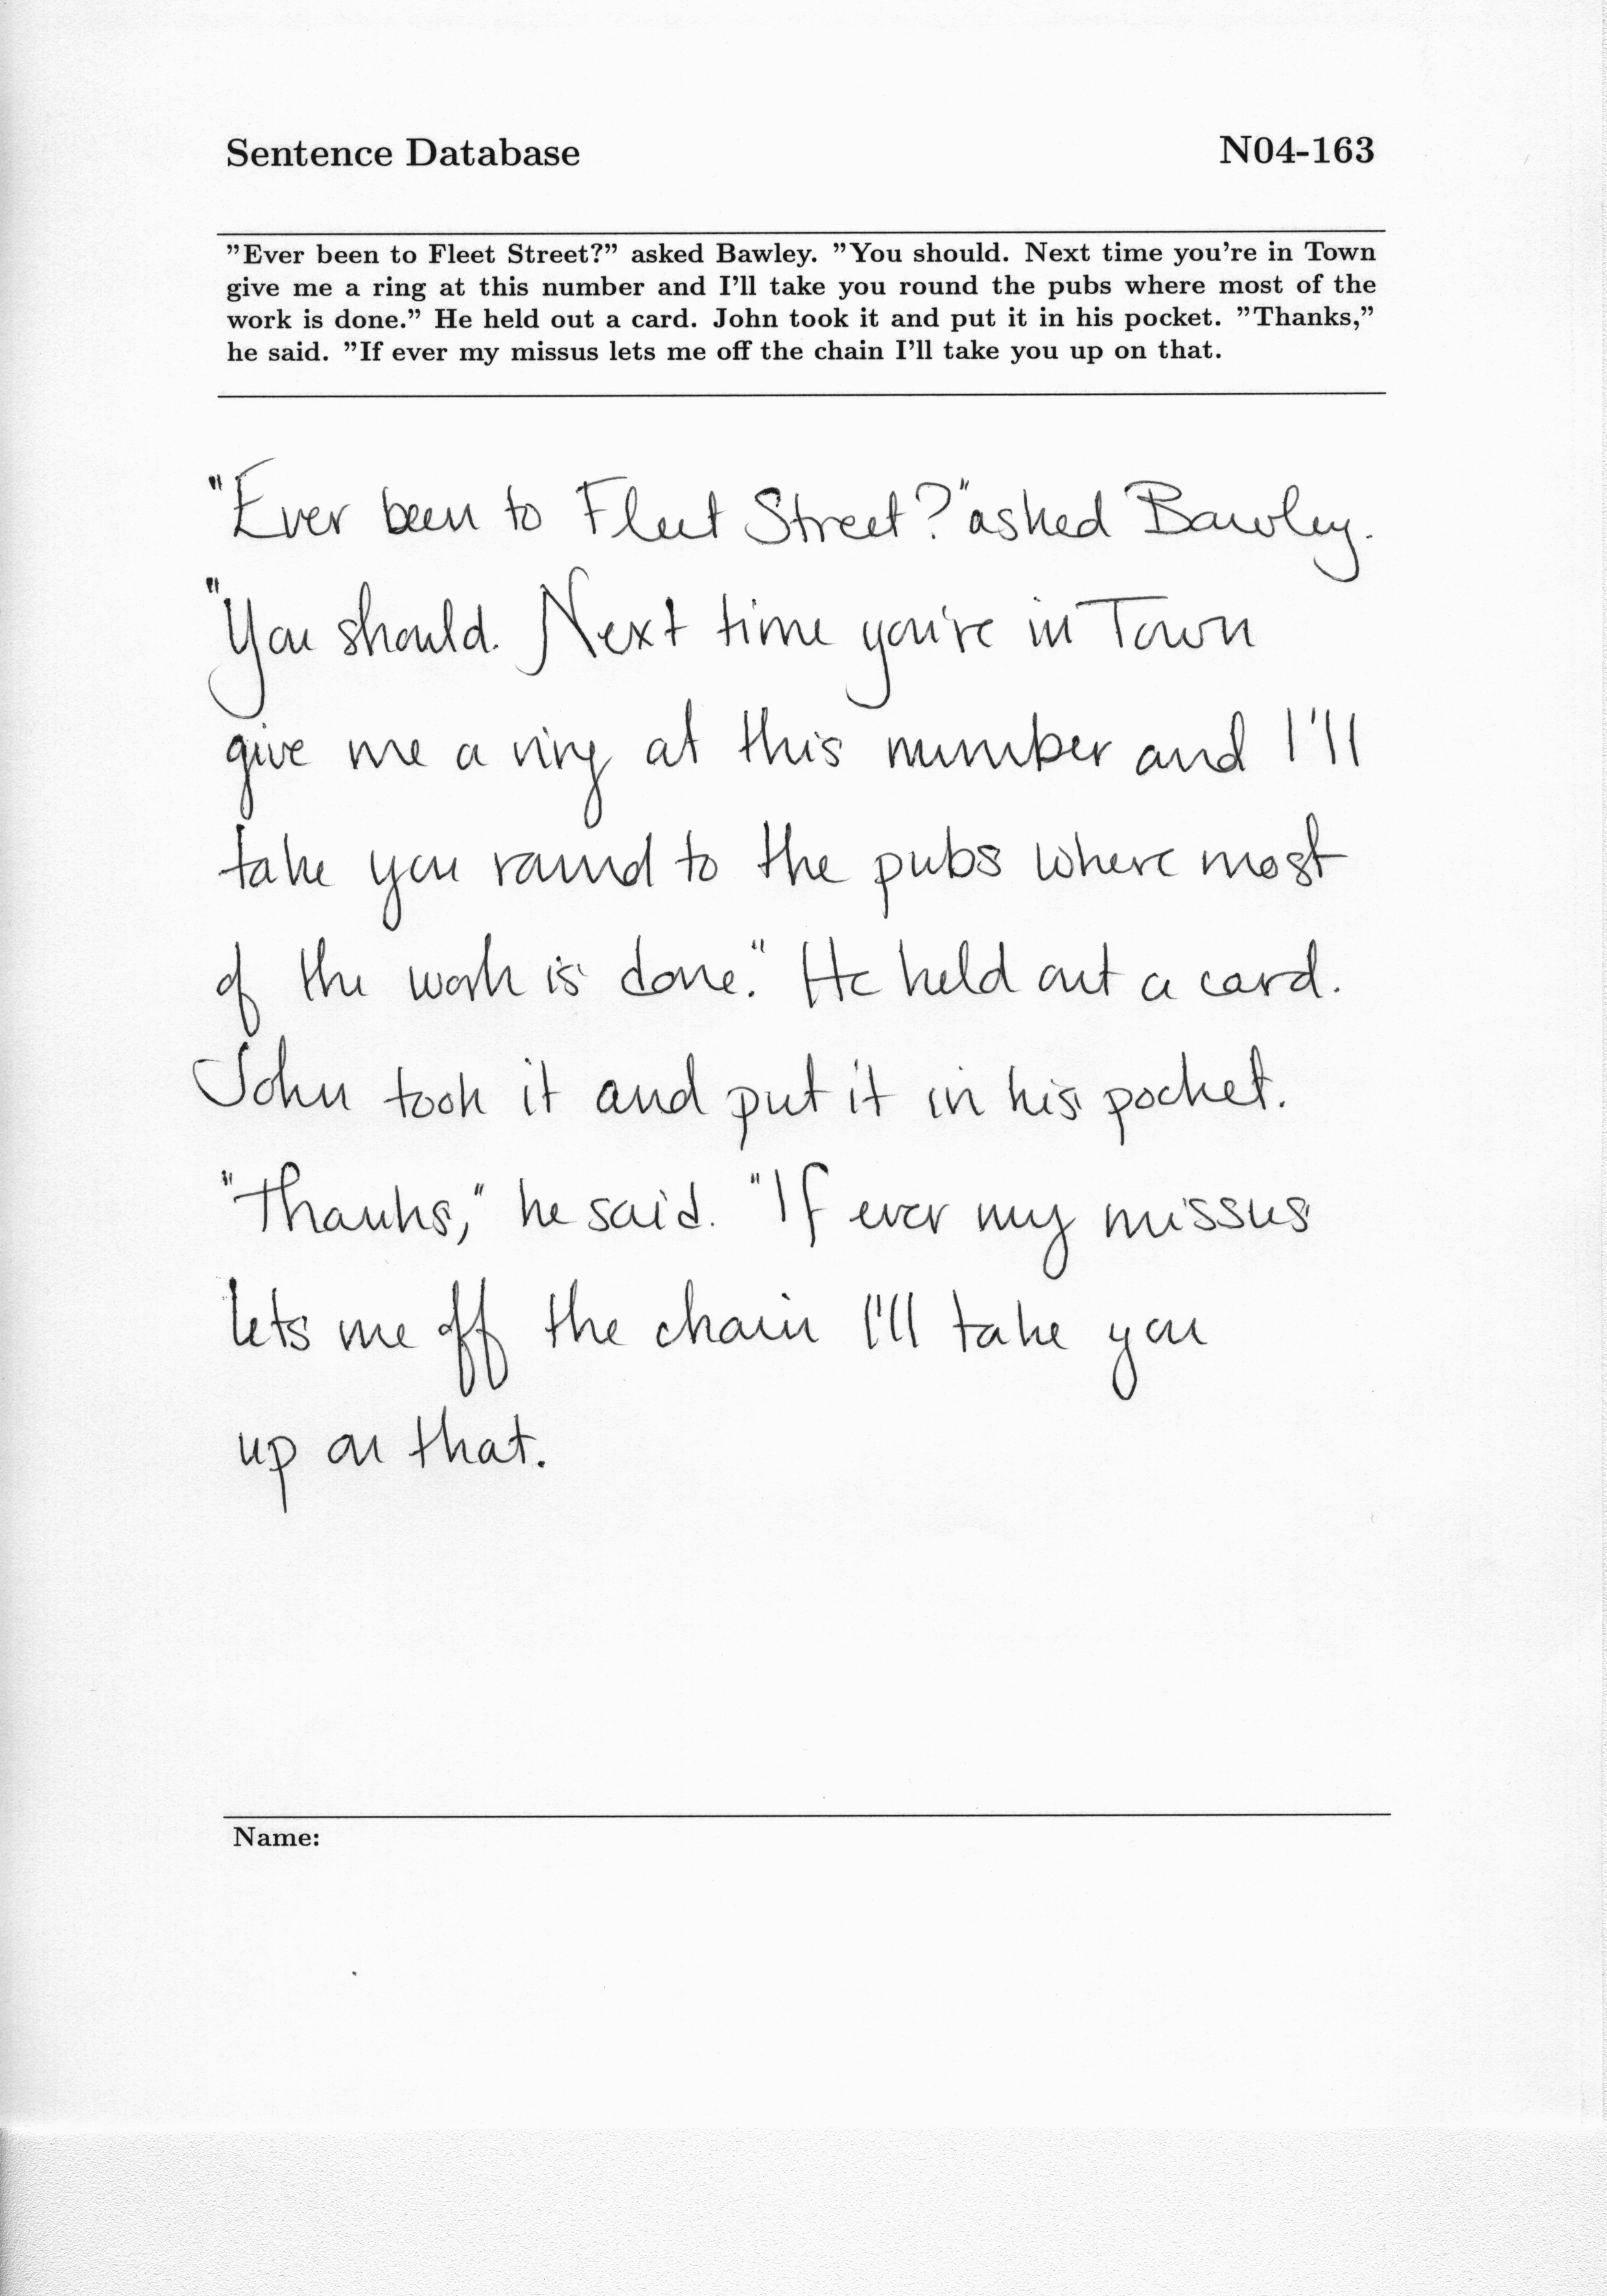 Sentence Database N04-163
"Ever been to Fleet Street?" asked Bawley. "You should. Next time you're in Town
give me a ring at this number and I'll take you round the pubs where most of the
work is done." He held out a card. John took it and put it in his pocket. "Thanks,"
he said. "If ever my missus lets me off the chain I'll take you up on that.
"Ever been to Fleet Street?" asked Bawley.
"You should. Next time you're in Town
give me a ring at this number and I'll
take you round to the pubs where most
of the work is done." He held out a card.
John took it and put it in his pocket.
"Thanks," he said. "If ever my missus
lets me off the chain I'll take you
up on that.
Name: